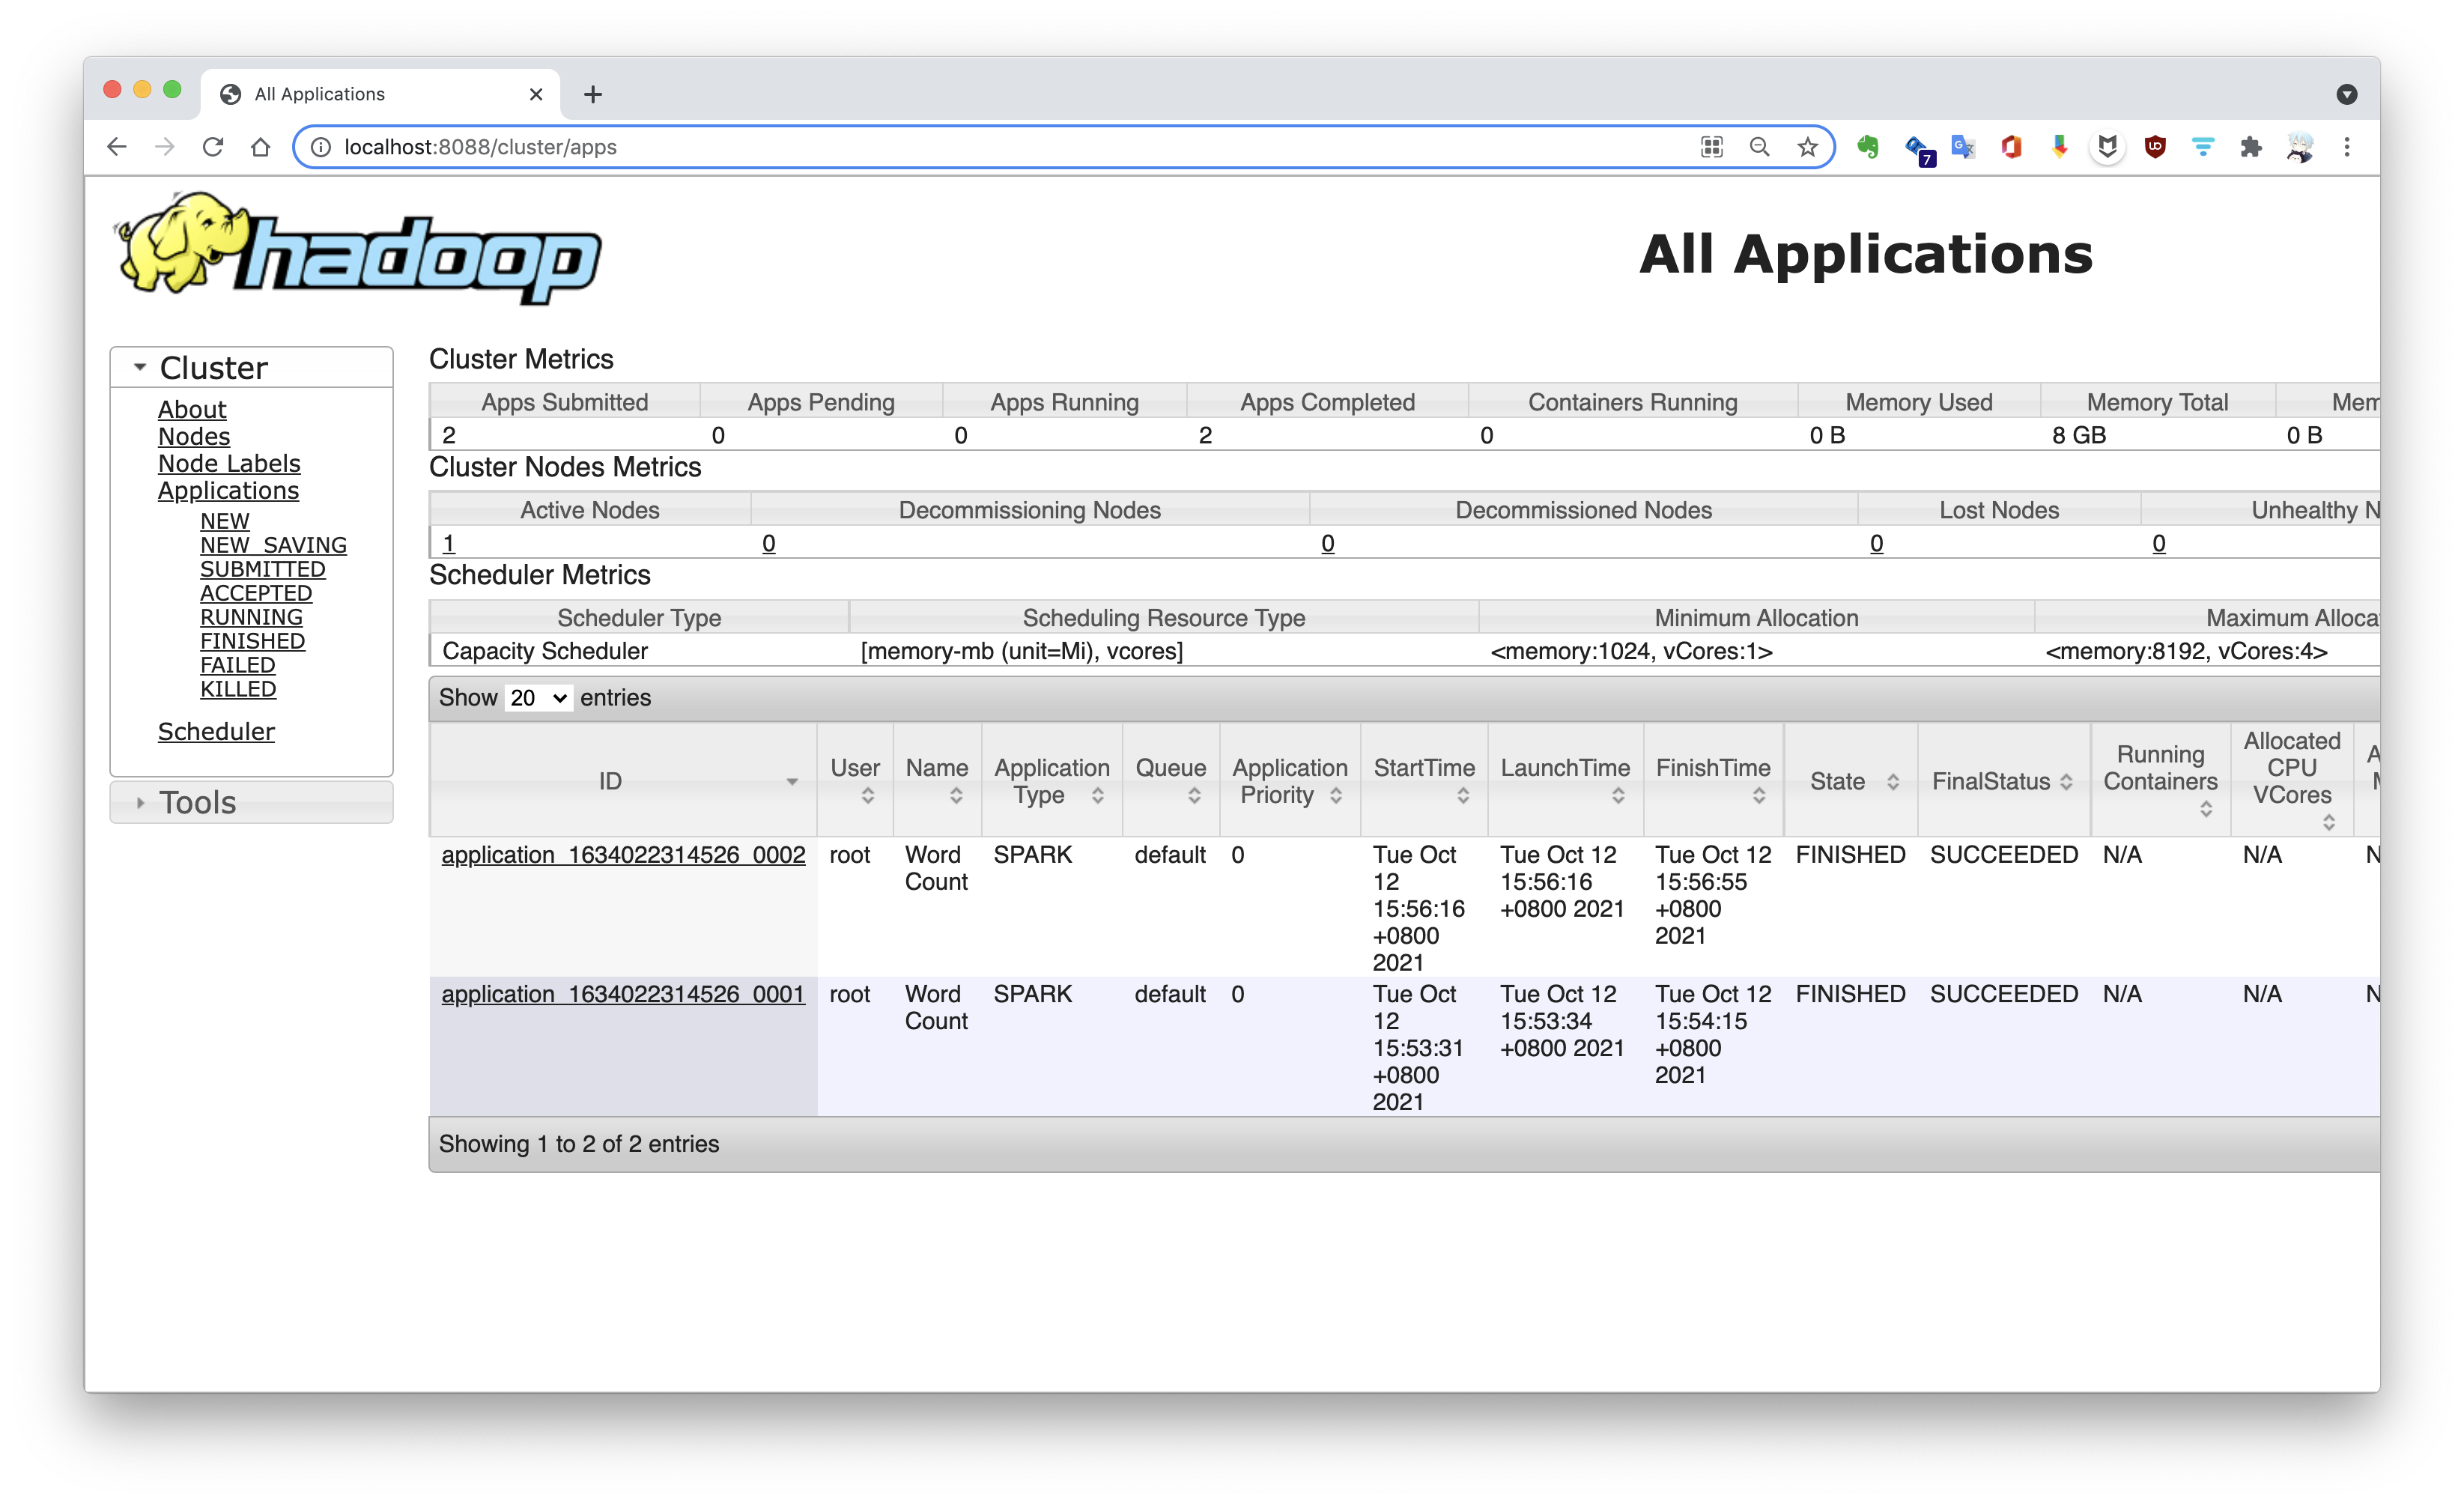 All Applications
localhost:8088/cluster/apps
7
hadoop
All Applications
Cluster
About
Nodes
Node Labels
Applications
NEW
NEW_SAVING
SUBMITTED
ACCEPTED
RUNNING
FINISHED
FAILED
KILLED
Scheduler
Tools
Cluster Metrics
Apps Submitted Apps Pending Apps Running Apps Completed Containers Running Memory Used Memory Total Mem
2 0 0 2 0 0 B 8 GB 0 B
Cluster Nodes Metrics
Active Nodes Decommissioning Nodes Decommissioned Nodes Lost Nodes Unhealthy N
1 0 0 0 0
Scheduler Metrics
Scheduler Type Scheduling Resource Type Minimum Allocation Maximum Alloca
Capacity Scheduler [memory-mb (unit=Mi), vcores] <memory:1024, vCores:1> <memory:8192, vCores:4>
Show 20 entries
ID
User
Name
Application
Type
Queue
Application
Priority
StartTime
LaunchTime
FinishTime
State
FinalStatus
Running
Containers
Allocated
CPU
VCores
A
M
application_1634022314526_0002
root
Word
Count
SPARK
default
0
Tue Oct
12
15:56:16
+0800
2021
Tue Oct 12
15:56:16
+0800 2021
Tue Oct 12
15:56:55
+0800
2021
FINISHED
SUCCEEDED
N/A
N/A
N
application_1634022314526_0001
root
Word
Count
SPARK
default
0
Tue Oct
12
15:53:31
+0800
2021
Tue Oct 12
15:53:34
+0800 2021
Tue Oct 12
15:54:15
+0800
2021
FINISHED
SUCCEEDED
N/A
N/A
N
Showing 1 to 2 of 2 entries